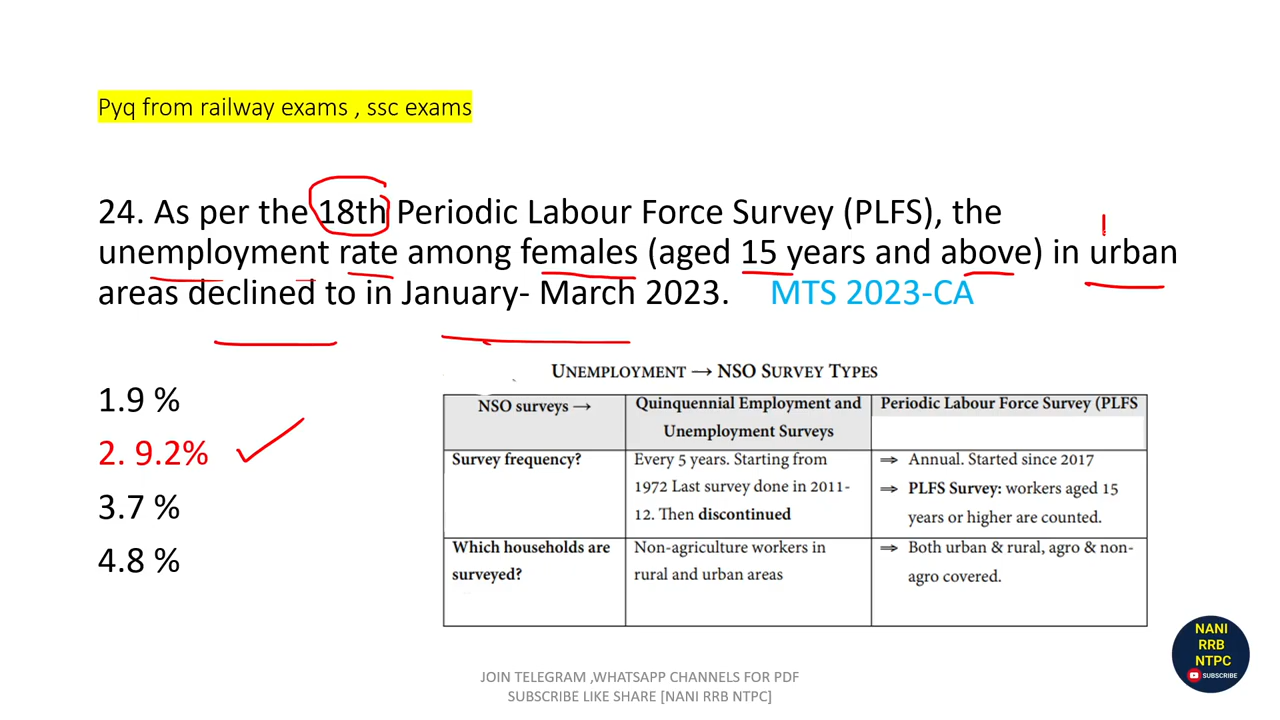 Pyq from railway exams , ssc exams
24. As per the 18th Periodic Labour Force Survey (PLFS), the
unemployment rate among females (aged 15 years and above) in urban
areas declined to in January- March 2023. MTS 2023-CA
1.9 %
2. 9.2%
3.7 %
4.8 %
UNEMPLOYMENT → NSO SURVEY TYPES
NSO surveys →
Quinquennial Employment and
Unemployment Surveys
Periodic Labour Force Survey (PLFS
Survey frequency?
Every 5 years. Starting from
1972 Last survey done in 2011-
12. Then discontinued
⇒ Annual. Started since 2017
⇒ PLFS Survey: workers aged 15
years or higher are counted.
Which households are
surveyed?
Non-agriculture workers in
rural and urban areas
⇒ Both urban & rural, agro & non-
agro covered.
NANI
RRB
NTPC
SUBSCRIBE
JOIN TELEGRAM ,WHATSAPP CHANNELS FOR PDF
SUBSCRIBE LIKE SHARE [NANI RRB NTPC]